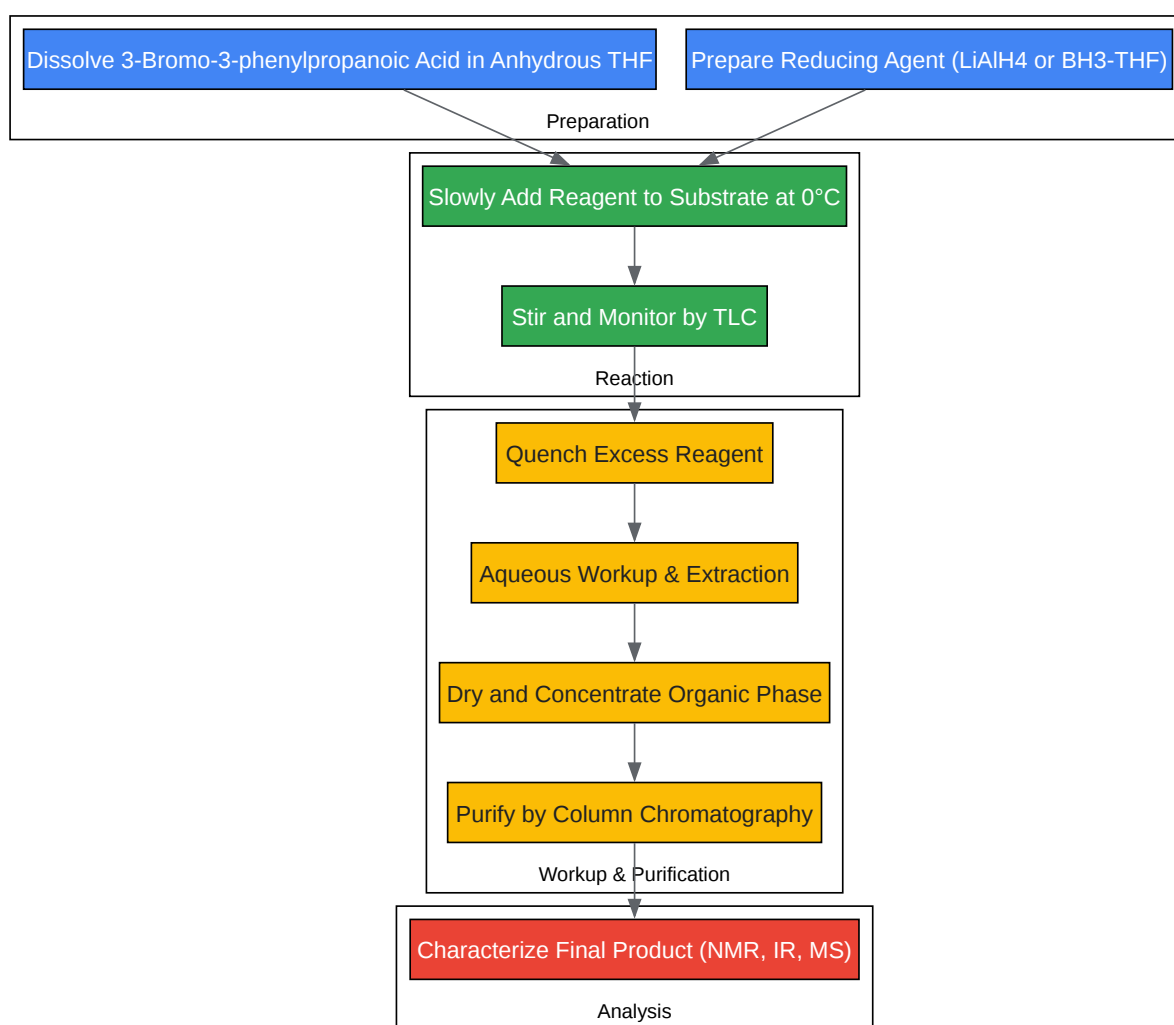 Dissolve 3-Bromo-3-phenylpropanoic Acid in Anhydrous THF
Prepare Reducing Agent (LiAlH4 or BH3-THF)
Preparation
Slowly Add Reagent to Substrate at 0°C
Stir and Monitor by TLC
Reaction
Quench Excess Reagent
Aqueous Workup & Extraction
Dry and Concentrate Organic Phase
Purify by Column Chromatography
Workup & Purification
Characterize Final Product (NMR, IR, MS)
Analysis